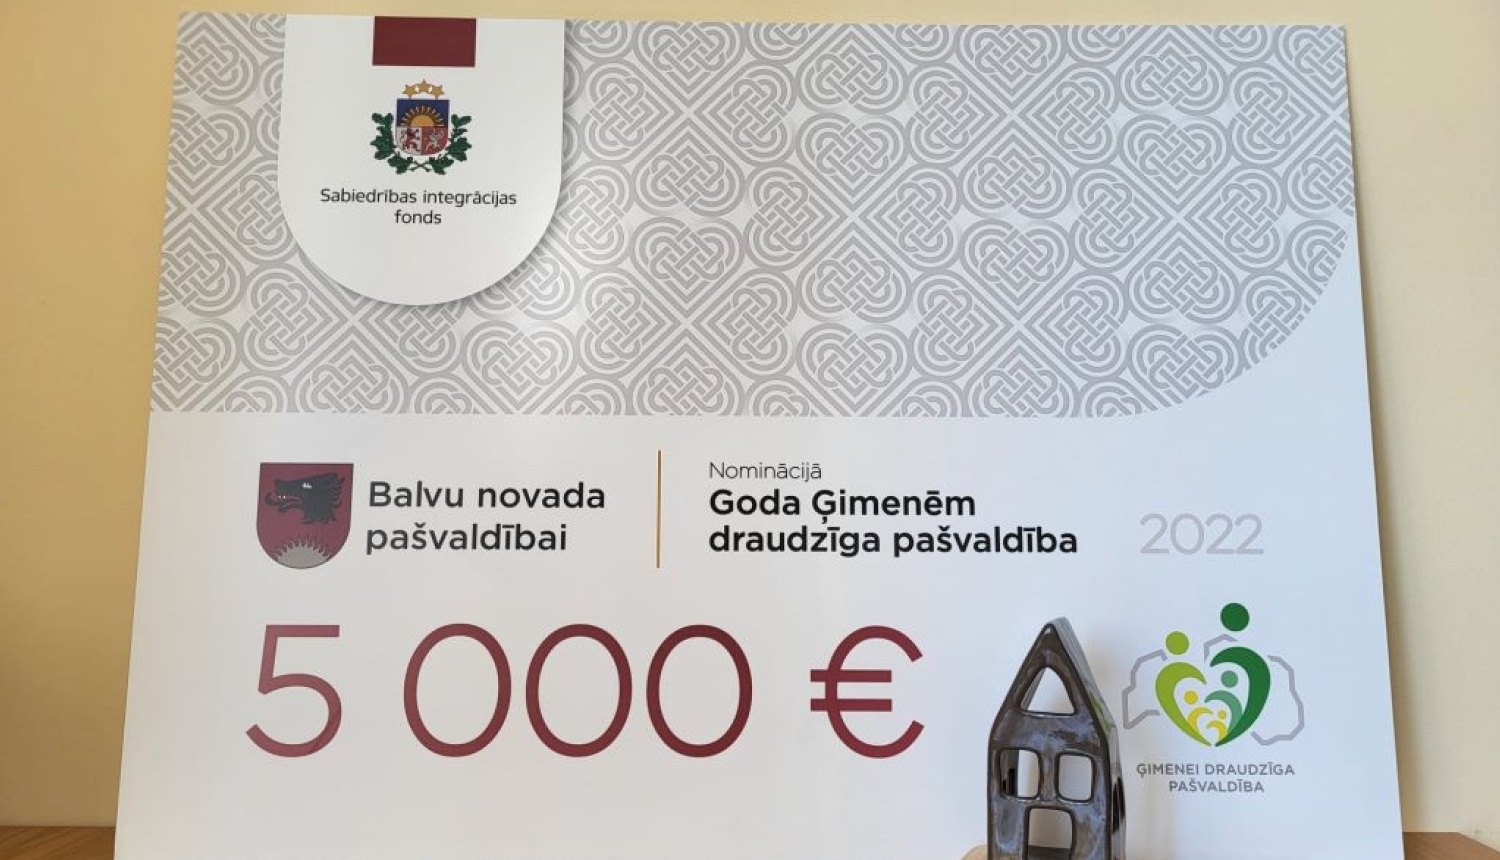 Sabiedrības integrācijas
fonds
Balvu novada
pašvaldībai
Nominācijā
Goda Ģimenēm
draudzīga pašvaldība
2022
5 000 €
ĢIMENEI DRAUDZĪGA
PAŠVALDĪBA